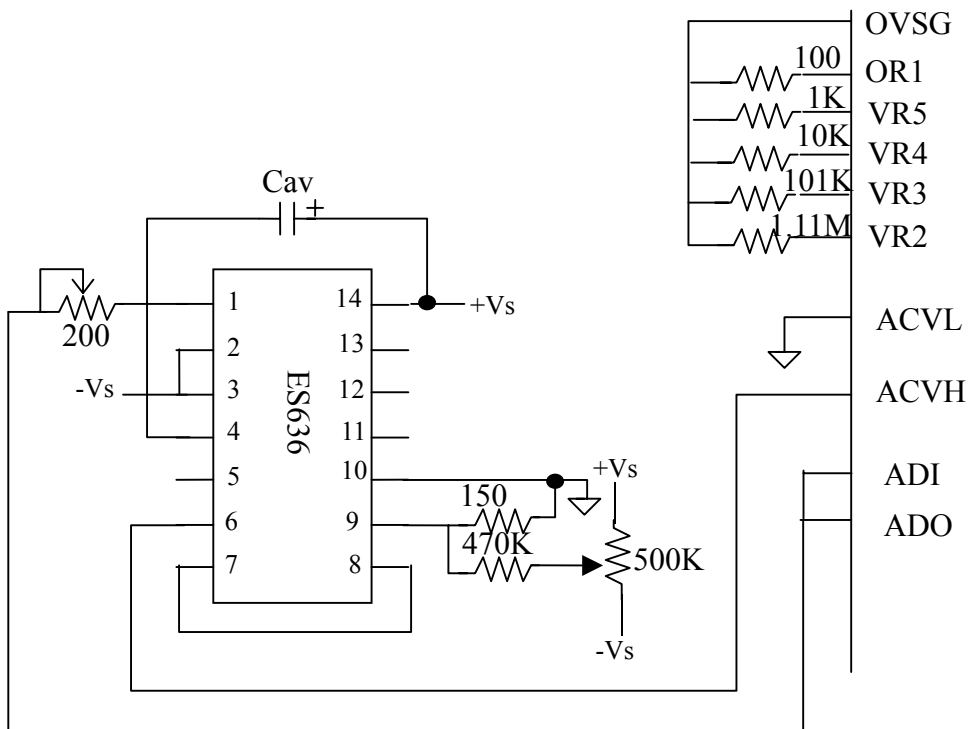 OVSG
100
OR1
1K
VR5
10K
VR4
101K
VR3
1.11M
VR2
Cav
+
200
1
14
+Vs
2
13
-Vs
3
12
4
11
5
10
6
9
7
8
ES636
ACVL
ACVH
+Vs
150
470K
500K
-Vs
ADI
ADO